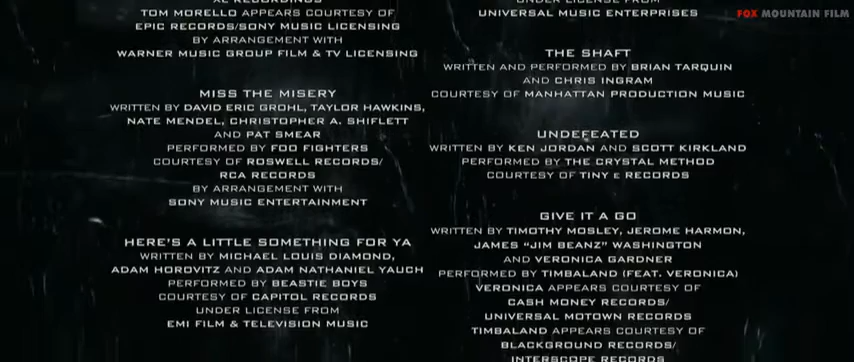 XL RECORDINGS
TOM MORELLO APPEARS COURTESY OF
EPIC RECORDS/SONY MUSIC LICENSING
BY ARRANGEMENT WITH
WARNER MUSIC GROUP FILM & TV LICENSING
MISS THE MISERY
WRITTEN BY DAVID ERIC GROHL, TAYLOR HAWKINS,
NATE MENDEL, CHRISTOPHER A. SHIFLETT
AND PAT SMEAR
PERFORMED BY FOO FIGHTERS
COURTESY OF ROSWELL RECORDS/
RCA RECORDS
BY ARRANGEMENT WITH
SONY MUSIC ENTERTAINMENT
HERE'S A LITTLE SOMETHING FOR YA
WRITTEN BY MICHAEL LOUIS DIAMOND,
ADAM HOROVITZ AND ADAM NATHANIEL YAUCH
PERFORMED BY BEASTIE BOYS
COURTESY OF CAPITOL RECORDS
UNDER LICENSE FROM
EMI FILM & TELEVISION MUSIC
UNDER LICENSE FROM
UNIVERSAL MUSIC ENTERPRISES
THE SHAFT
WRITTEN AND PERFORMED BY BRIAN TARQUIN
AND CHRIS INGRAM
COURTESY OF MANHATTAN PRODUCTION MUSIC
UNDEFEATED
WRITTEN BY KEN JORDAN AND SCOTT KIRKLAND
PERFORMED BY THE CRYSTAL METHOD
COURTESY OF TINY E RECORDS
GIVE IT A GO
WRITTEN BY TIMOTHY MOSLEY, JEROME HARMON,
JAMES “JIM BEANZ” WASHINGTON
AND VERONICA GARDNER
PERFORMED BY TIMBALAND (FEAT. VERONICA)
VERONICA APPEARS COURTESY OF
CASH MONEY RECORDS/
UNIVERSAL MOTOWN RECORDS
TIMBALAND APPEARS COURTESY OF
BLACKGROUND RECORDS/
INTERSCOPE RECORDS
FOX MOUNTAIN FILM